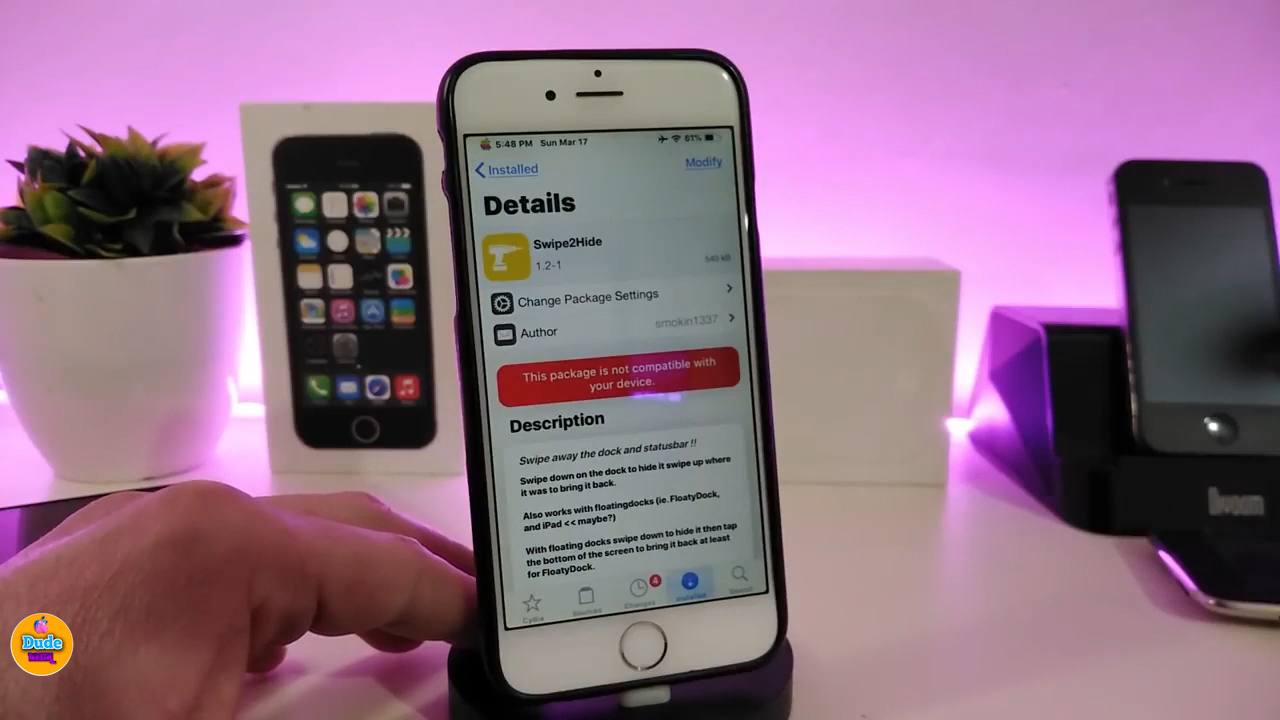 5:48 PM Sun Mar 17 61%
Installed
Modify
Details
Swipe2Hide
1.2-1
540 kB
Change Package Settings
Author
smokin1337
This package is not compatible with
your device.
Description
Swipe away the dock and statusbar !!
Swipe down on the dock to hide it swipe up where
it was to bring it back.
Also works with floatingdocks (ie. FloatyDock,
and iPad << maybe?)
With floating docks swipe down to hide it then tap
the bottom of the screen to bring it back at least
for FloatyDock.
4
Cydia
Sources
Changes
Installed
Search
Divoom
Dude